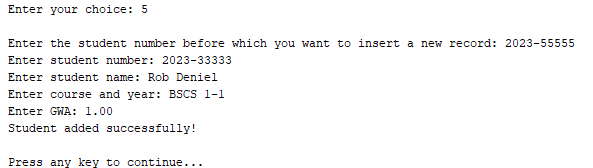 Enter your choice: 5
Enter the student number before which you want to insert a new record: 2023-55555
Enter student number: 2023-33333
Enter student name: Rob Deniel
Enter course and year: BSCS 1-1
Enter GWA: 1.00
Student added successfully!
Press any key to continue...